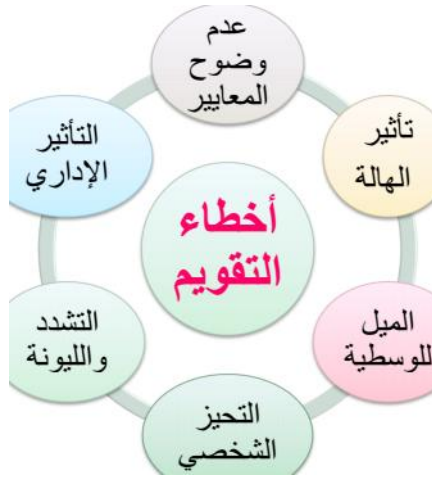 عدم
وضوح
المعايير
تأثير
الهالة
الميل
للوسطية
التحيز
الشخصي
التشدد
والليونة
التأثير
الإداري
أخطاء
التقويم